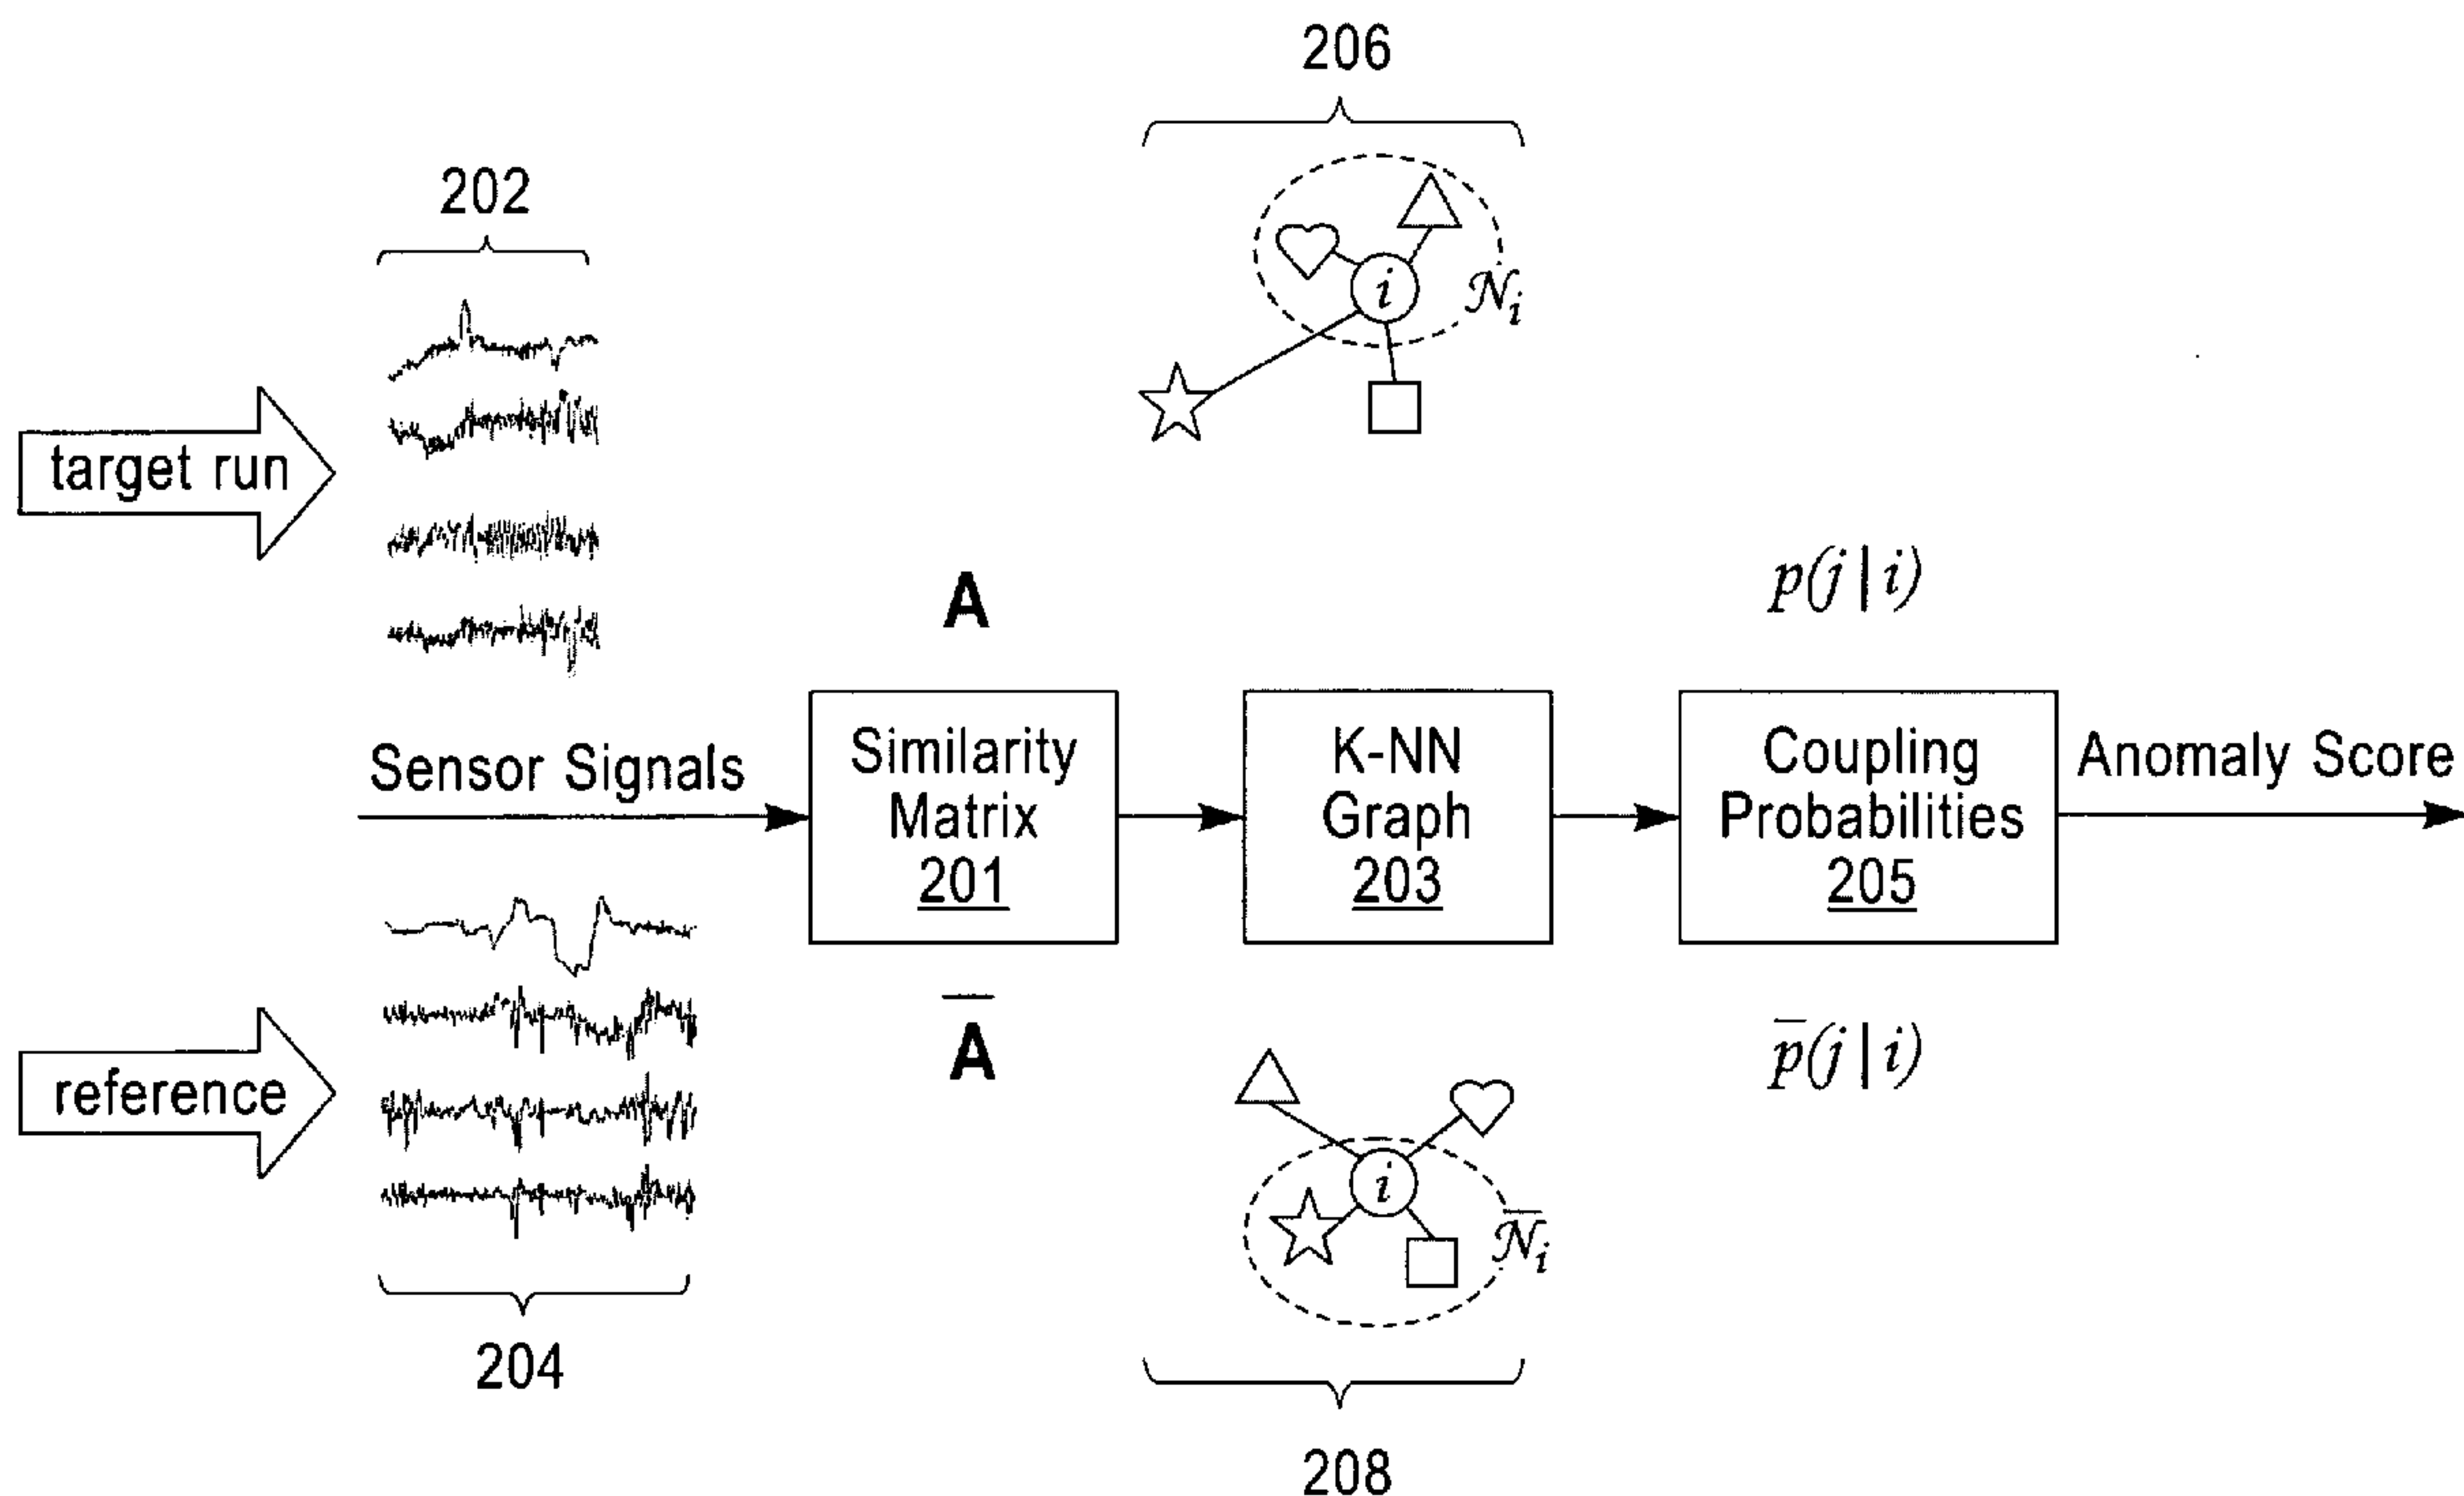 206
202
i
𝒩i
target run
A
p(j|i)
Sensor Signals
Similarity
Matrix
201
K-NN
Graph
203
Coupling
Probabilities
205
Anomaly Score
reference
A̅
p̅(j|i)
i
𝒩̅i
204
208